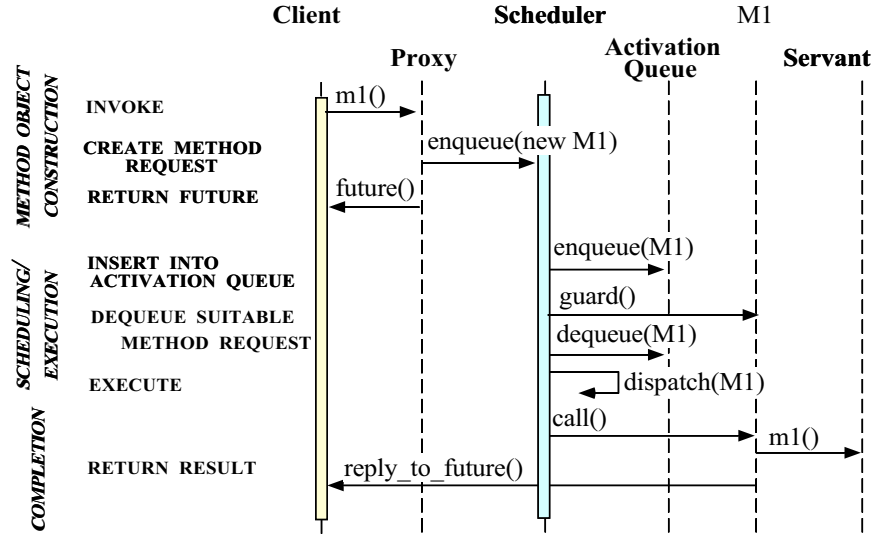 Client
Scheduler
M1
Proxy
Activation
Queue
Servant
METHOD OBJECT
CONSTRUCTION
INVOKE
m1()
CREATE METHOD
REQUEST
enqueue(new M1)
RETURN FUTURE
future()
SCHEDULING/
EXECUTION
INSERT INTO
ACTIVATION QUEUE
enqueue(M1)
guard()
DEQUEUE SUITABLE
METHOD REQUEST
dequeue(M1)
EXECUTE
dispatch(M1)
COMPLETION
call()
m1()
RETURN RESULT
reply_to_future()